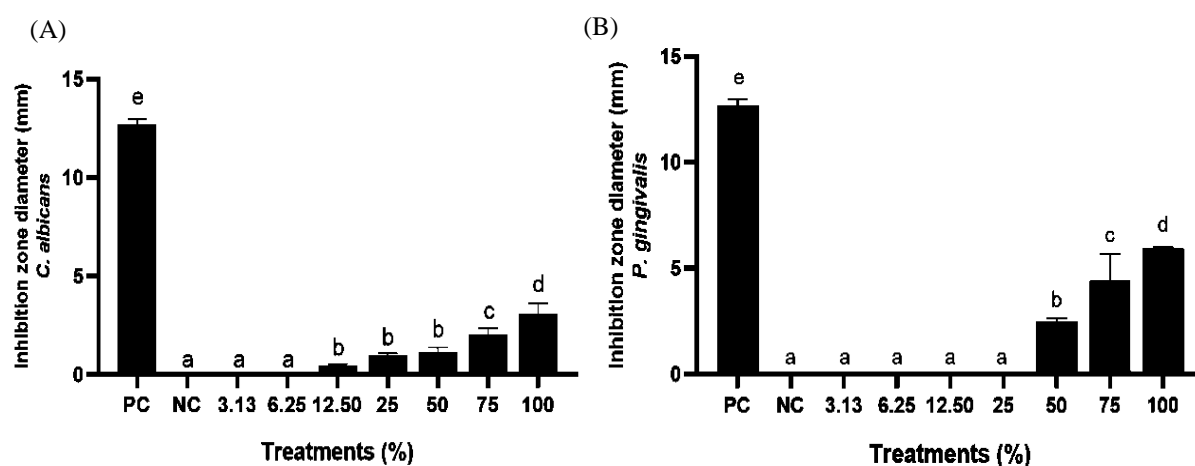 (A)
Inhibition zone diameter (mm)
C. albicans
15
10
5
0
e
a
a
a
b
b
b
c
d
PC NC 3.13 6.25 12.50 25 50 75 100
Treatments (%)
(B)
Inhibition zone diameter (mm)
P. gingivalis
15
10
5
0
e
a
a
a
a
a
b
c
d
PC NC 3.13 6.25 12.50 25 50 75 100
Treatments (%)